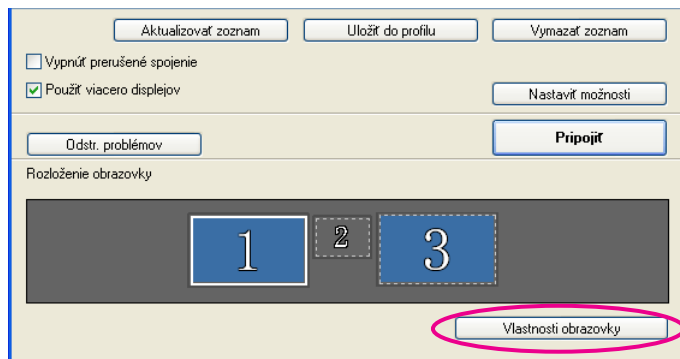 Aktualizovať zoznam Uložiť do profilu Vymazať zoznam
Vypnúť prerušené spojenie
Použiť viacero displejov
Nastaviť možnosti
Odstr. problémov
Pripojiť
Rozloženie obrazovky
1 2 3
Vlastnosti obrazovky